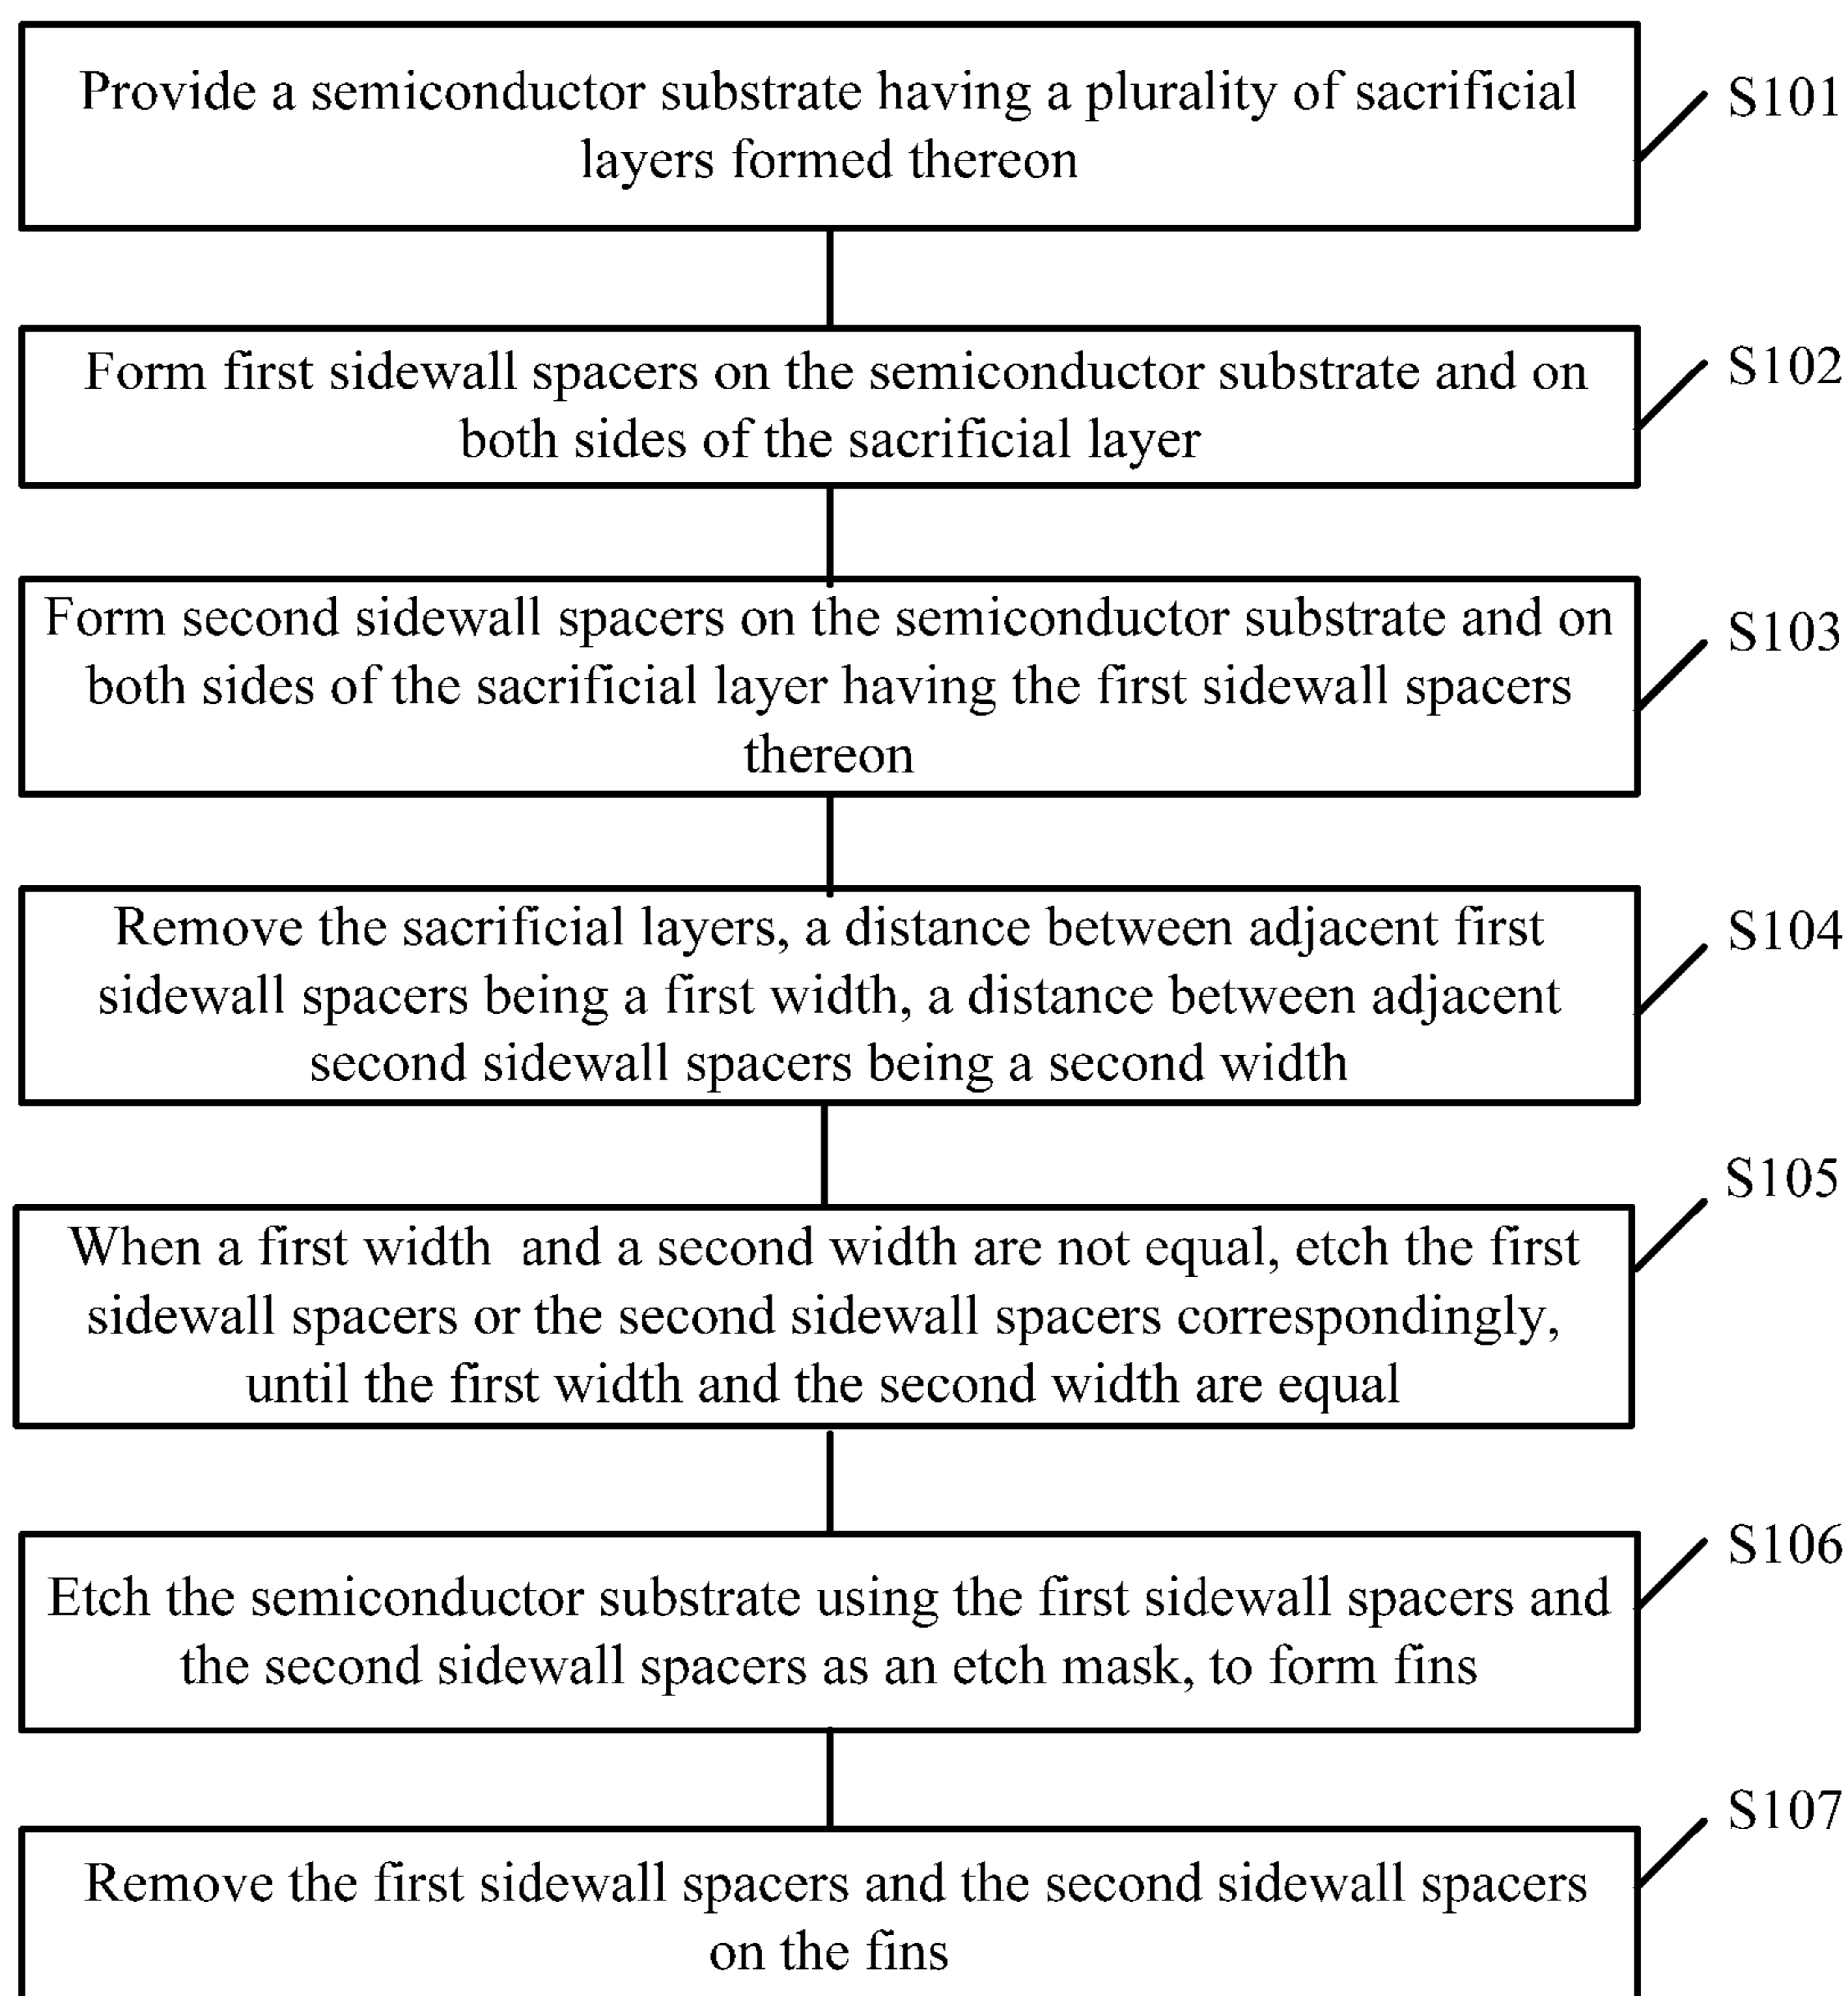 Provide a semiconductor substrate having a plurality of sacrificial
layers formed thereon
S101
Form first sidewall spacers on the semiconductor substrate and on
both sides of the sacrificial layer
S102
Form second sidewall spacers on the semiconductor substrate and on
both sides of the sacrificial layer having the first sidewall spacers
thereon
S103
Remove the sacrificial layers, a distance between adjacent first
sidewall spacers being a first width, a distance between adjacent
second sidewall spacers being a second width
S104
When a first width and a second width are not equal, etch the first
sidewall spacers or the second sidewall spacers correspondingly,
until the first width and the second width are equal
S105
Etch the semiconductor substrate using the first sidewall spacers and
the second sidewall spacers as an etch mask, to form fins
S106
Remove the first sidewall spacers and the second sidewall spacers
on the fins
S107